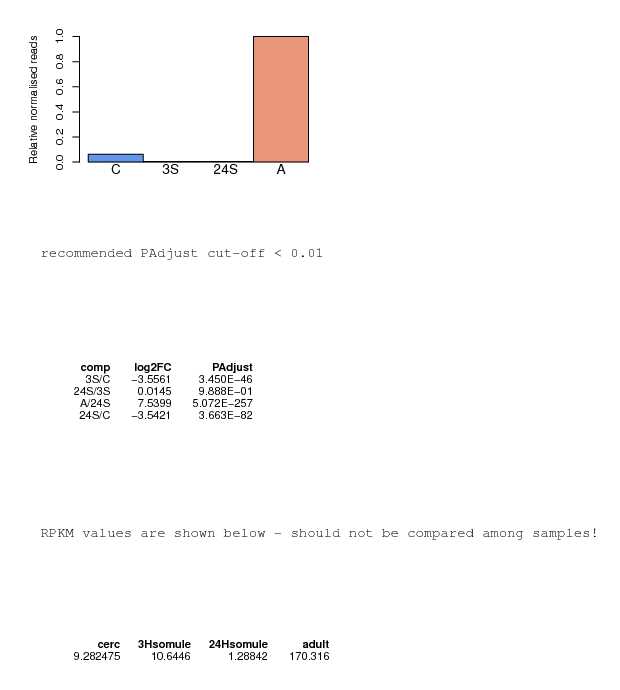 Relative normalised reads
1.0
0.8
0.6
0.4
0.2
0.0
C 3S 24S A
recommended PAdjust cut-off < 0.01
comp log2FC PAdjust
3S/C −3.5561 3.450E−46
24S/3S 0.0145 9.888E−01
A/24S 7.5399 5.072E−257
24S/C −3.5421 3.663E−82
RPKM values are shown below - should not be compared among samples!
cerc 3Hsomule 24Hsomule adult
9.282475 10.6446 1.28842 170.316